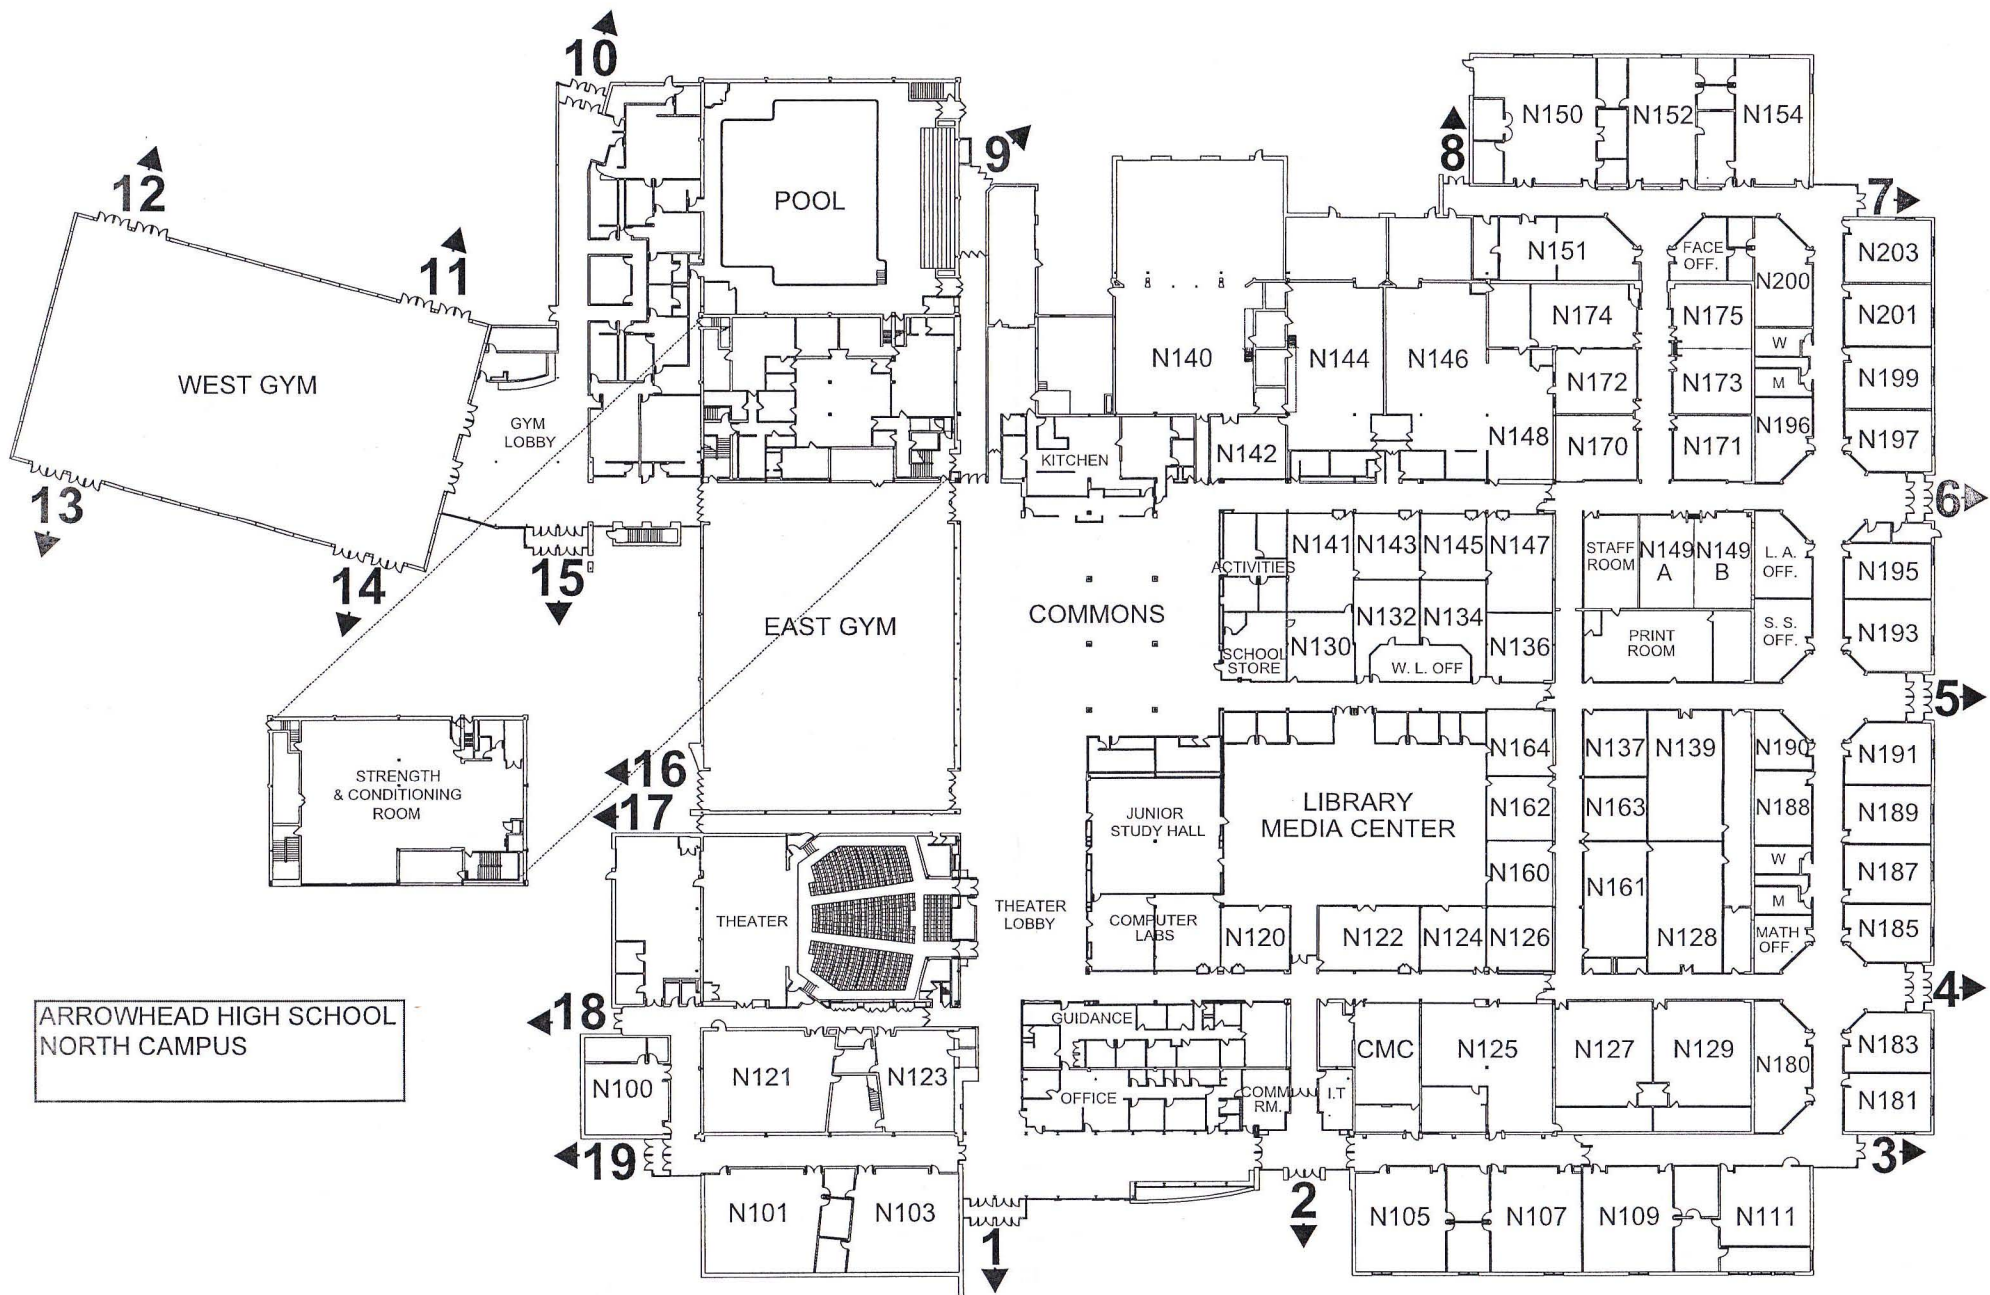 10
12
11
9
POOL
8
N150
N152
N154
7
N151
FACE
OFF.
N200
N203
N174
N175
N201
WEST GYM
GYM
LOBBY
N140
N144
N146
W
N172
N173
M
N199
KITCHEN
N142
N148
N170
N171
N196
N197
13
14
15
6
ACTIVITIES
N141
N143
N145
N147
STAFF
ROOM
N149
A
N149
B
L. A.
OFF.
N195
EAST GYM
COMMONS
SCHOOL
STORE
N130
N132
N134
W. L. OFF
N136
PRINT
ROOM
S. S.
OFF.
N193
5
STRENGTH
& CONDITIONING
ROOM
16
17
JUNIOR
STUDY HALL
LIBRARY
MEDIA CENTER
N164
N162
N160
N137
N139
N163
N161
N190
N188
W
M
N191
N189
N187
THEATER
THEATER
LOBBY
COMPUTER
LABS
N120
N122
N124
N126
N128
MATH
OFF.
N185
4
ARROWHEAD HIGH SCHOOL
NORTH CAMPUS
18
N100
N121
N123
GUIDANCE
OFFICE
COMM
RM.
I.T
CMC
N125
N127
N129
N180
N183
N181
19
3
N101
N103
1
2
N105
N107
N109
N111